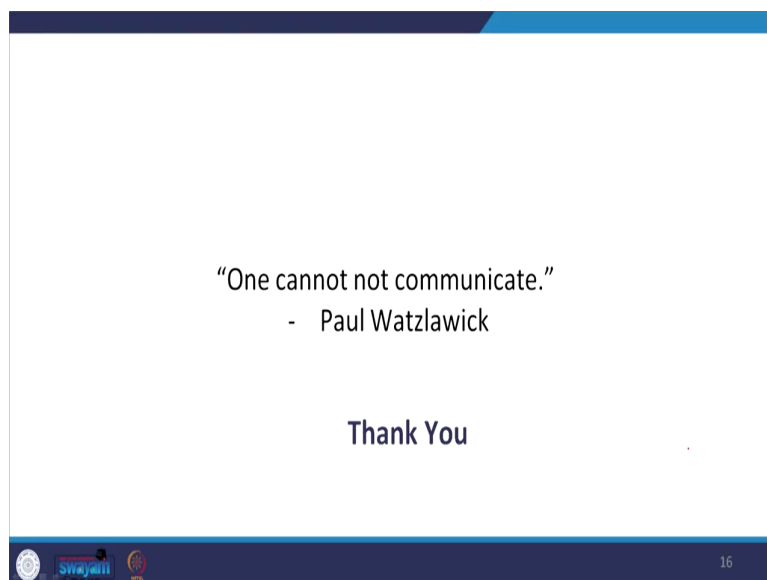 “One cannot not communicate.”
- Paul Watzlawick
Thank You
swayam
16